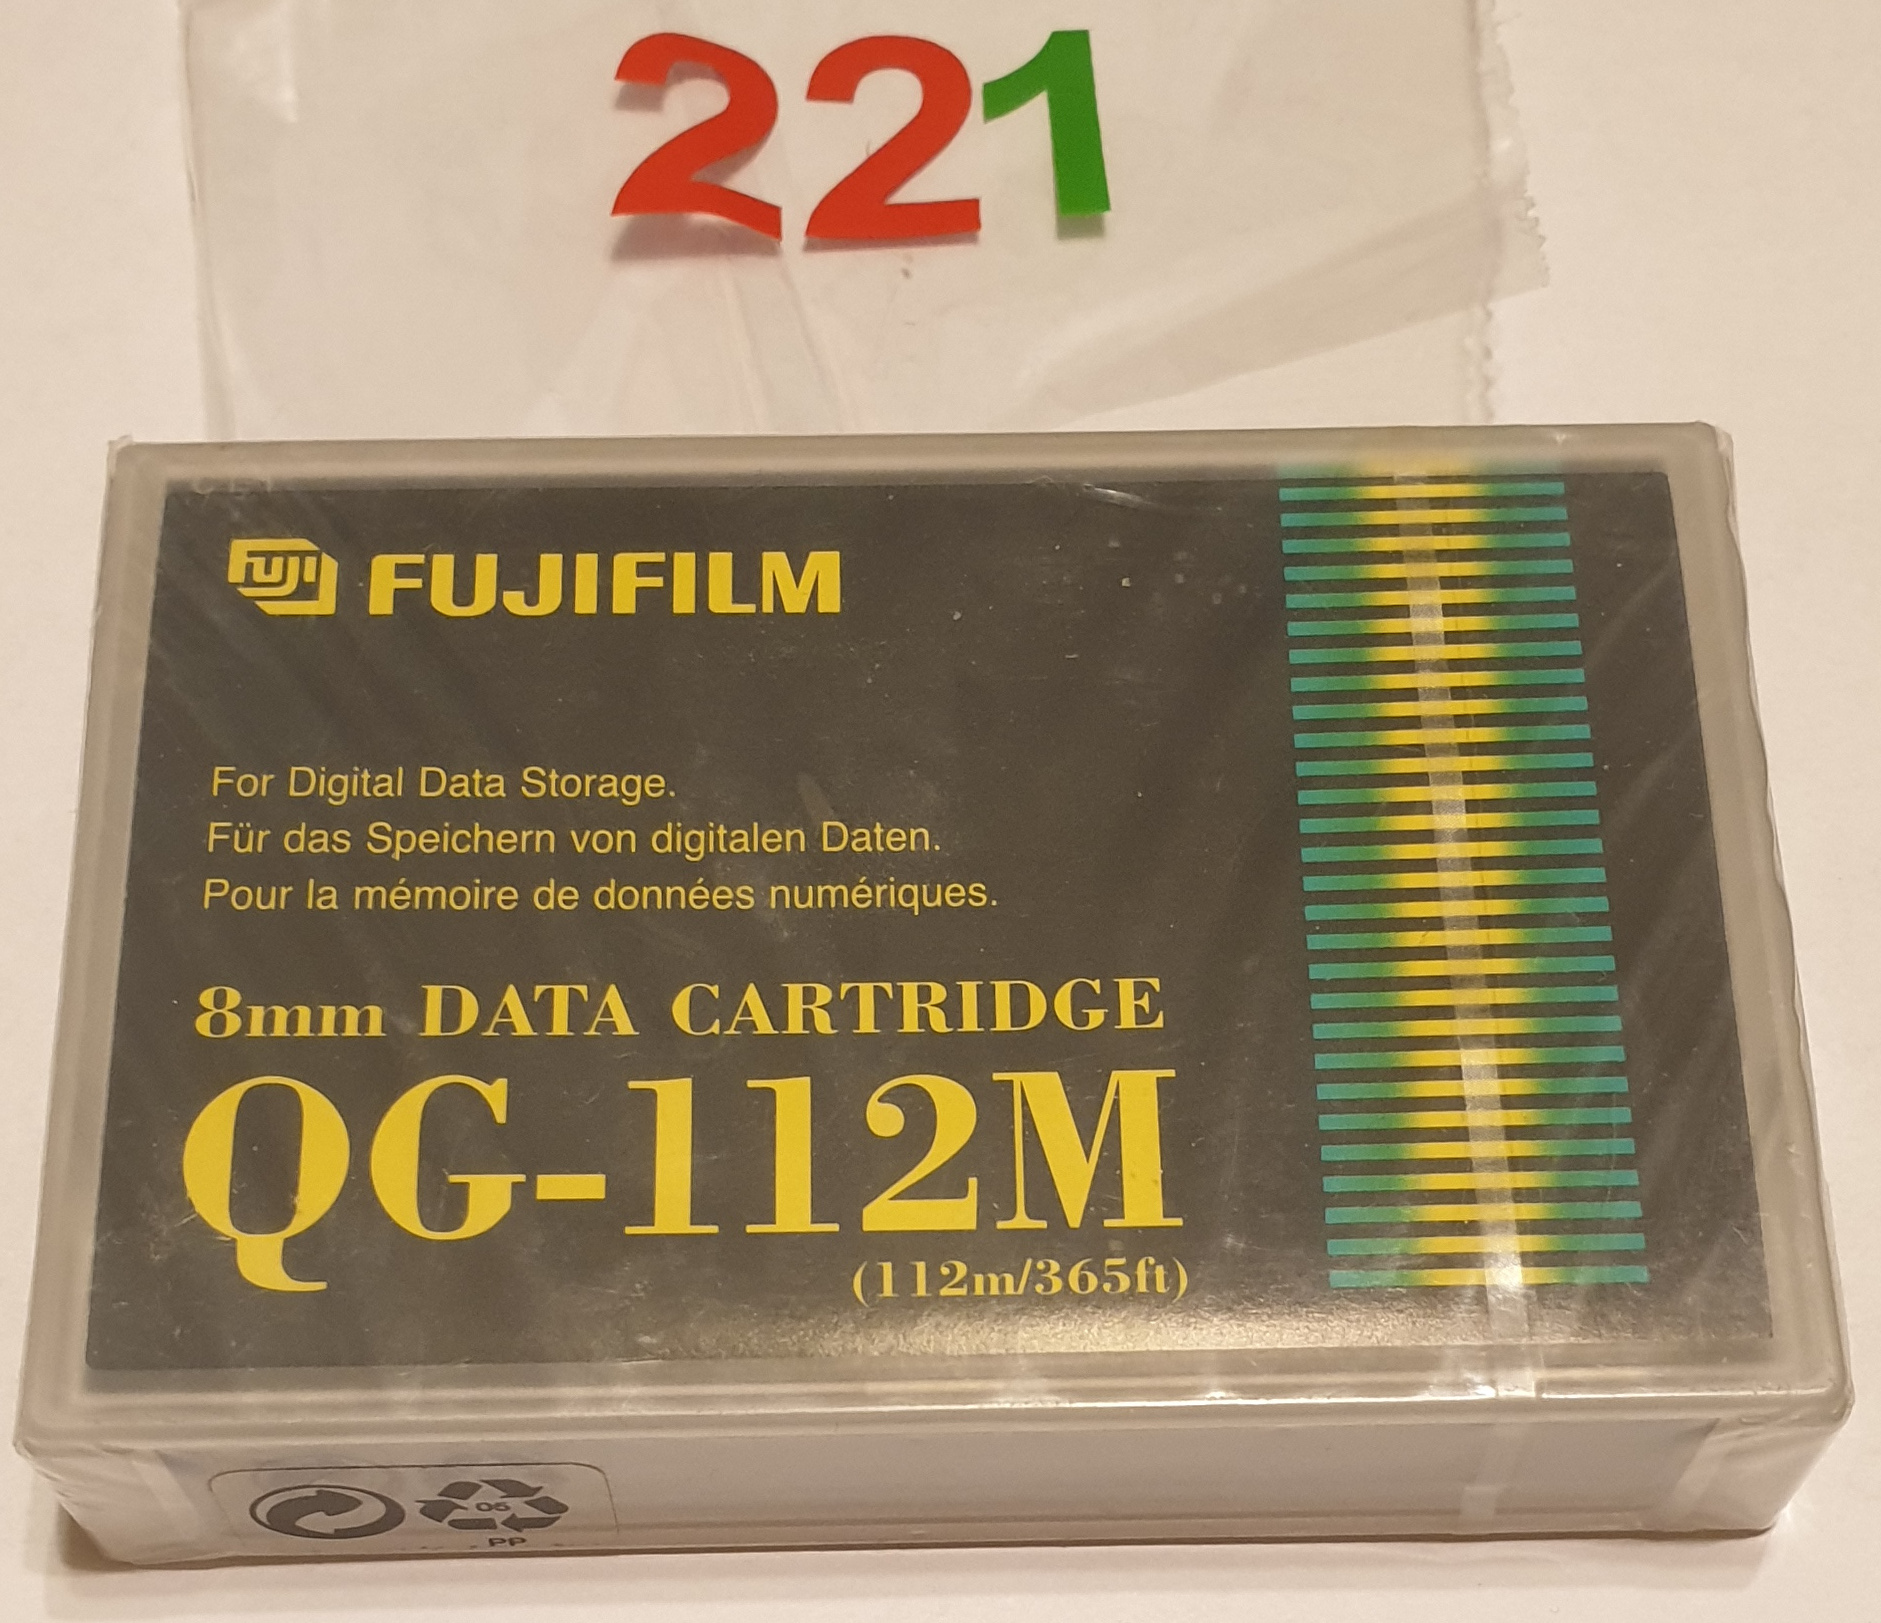 221
FUJI FUJIFILM
For Digital Data Storage.
Für das Speichern von digitalen Daten.
Pour la mémoire de données numériques.
8mm DATA CARTRIDGE
QG-112M
(112m/365ft)
05
PP